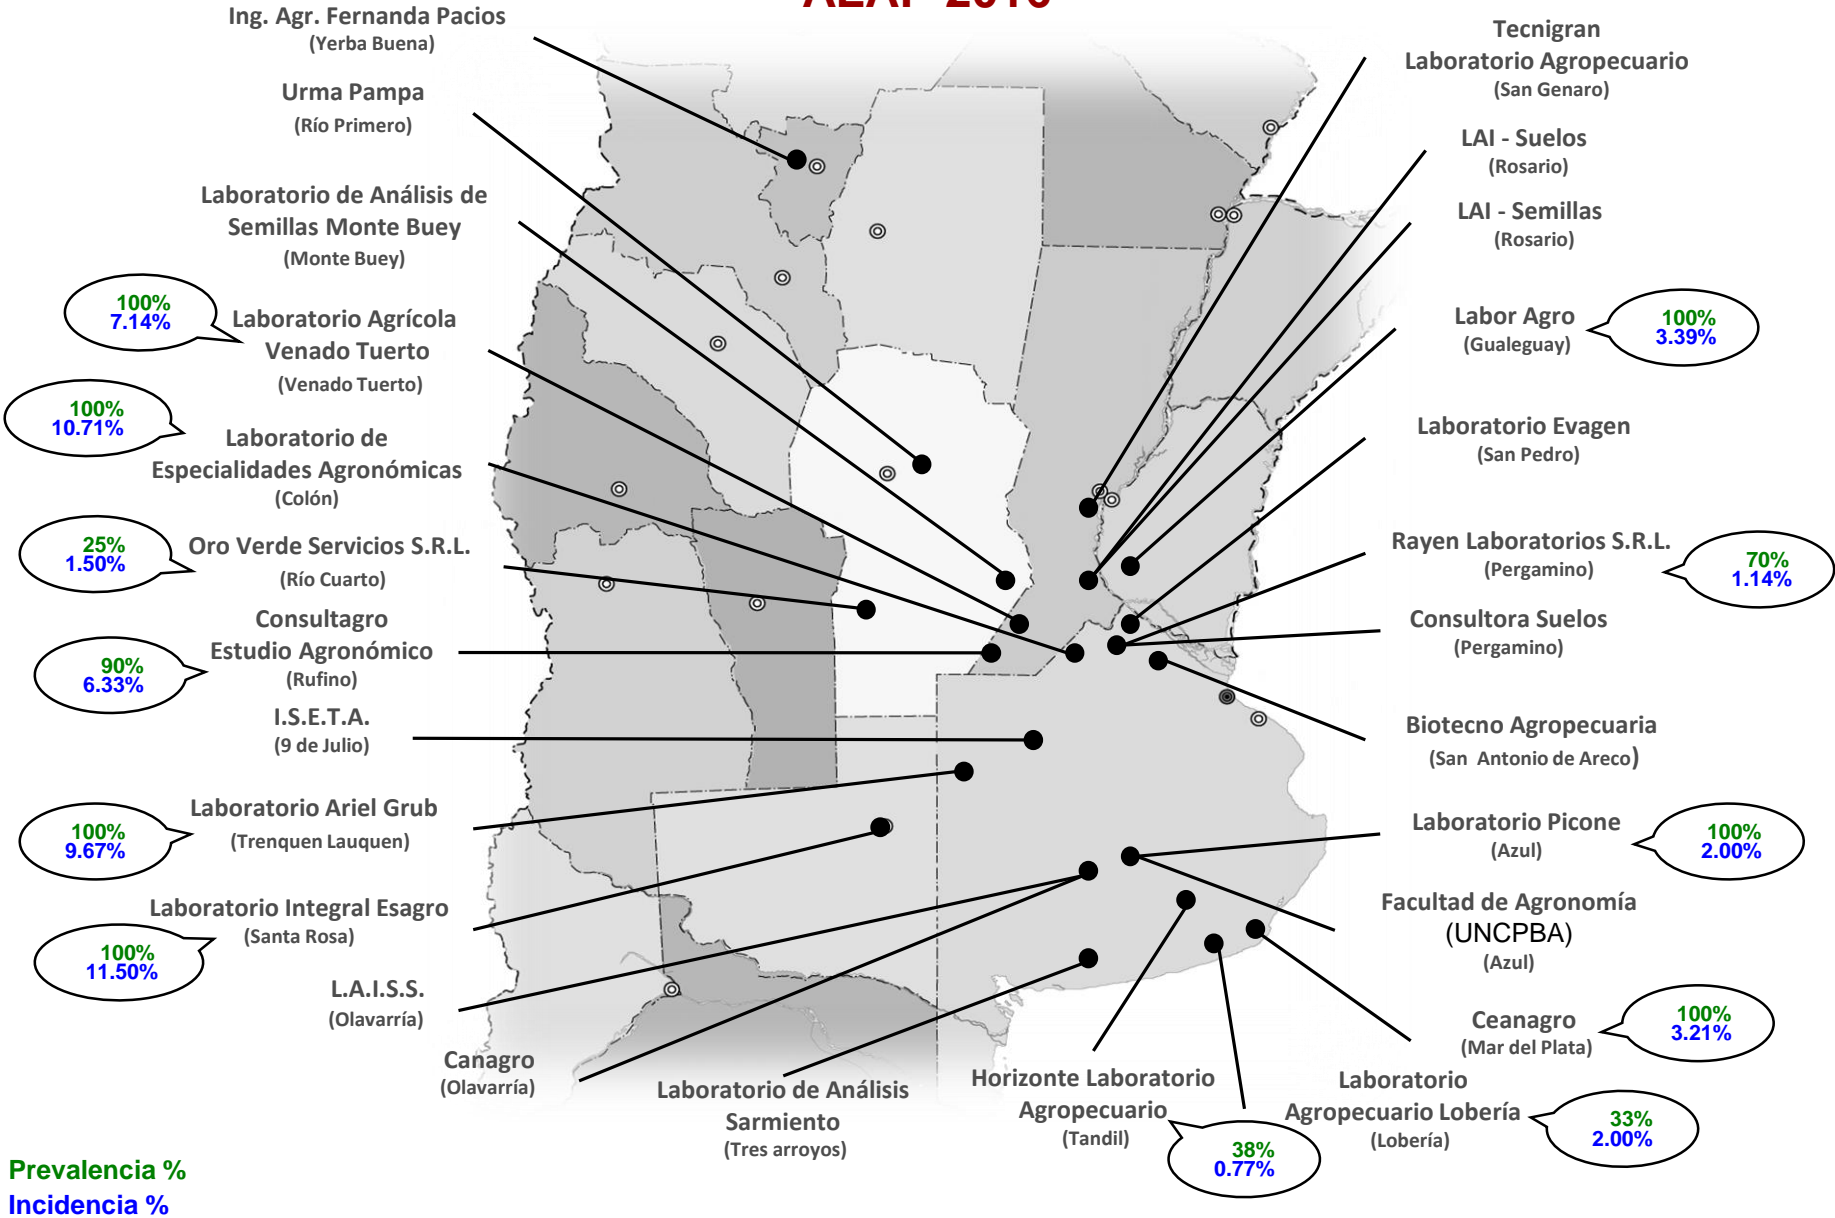 ALAP 2016
Ing. Agr. Fernanda Pacios
(Yerba Buena)
Urma Pampa
(Río Primero)
Laboratorio de Análisis de
Semillas Monte Buey
(Monte Buey)
100%
7.14%
Laboratorio Agrícola
Venado Tuerto
(Venado Tuerto)
100%
10.71%
Laboratorio de
Especialidades Agronómicas
(Colón)
25%
1.50%
Oro Verde Servicios S.R.L.
(Río Cuarto)
Consultagro
Estudio Agronómico
(Rufino)
90%
6.33%
I.S.E.T.A.
(9 de Julio)
Laboratorio Ariel Grub
(Trenquen Lauquen)
100%
9.67%
Laboratorio Integral Esagro
(Santa Rosa)
100%
11.50%
L.A.I.S.S.
(Olavarría)
Canagro
(Olavarría)
Laboratorio de Análisis
Sarmiento
(Tres arroyos)
Horizonte Laboratorio
Agropecuario
(Tandil)
38%
0.77%
Laboratorio
Agropecuario Lobería
(Lobería)
33%
2.00%
Tecnigran
Laboratorio Agropecuario
(San Genaro)
LAI - Suelos
(Rosario)
LAI - Semillas
(Rosario)
Labor Agro
(Gualeguay)
100%
3.39%
Laboratorio Evagen
(San Pedro)
Rayen Laboratorios S.R.L.
(Pergamino)
70%
1.14%
Consultora Suelos
(Pergamino)
Biotecno Agropecuaria
(San Antonio de Areco)
Laboratorio Picone
(Azul)
100%
2.00%
Facultad de Agronomía
(UNCPBA)
(Azul)
Ceanagro
(Mar del Plata)
100%
3.21%
Prevalencia %
Incidencia %